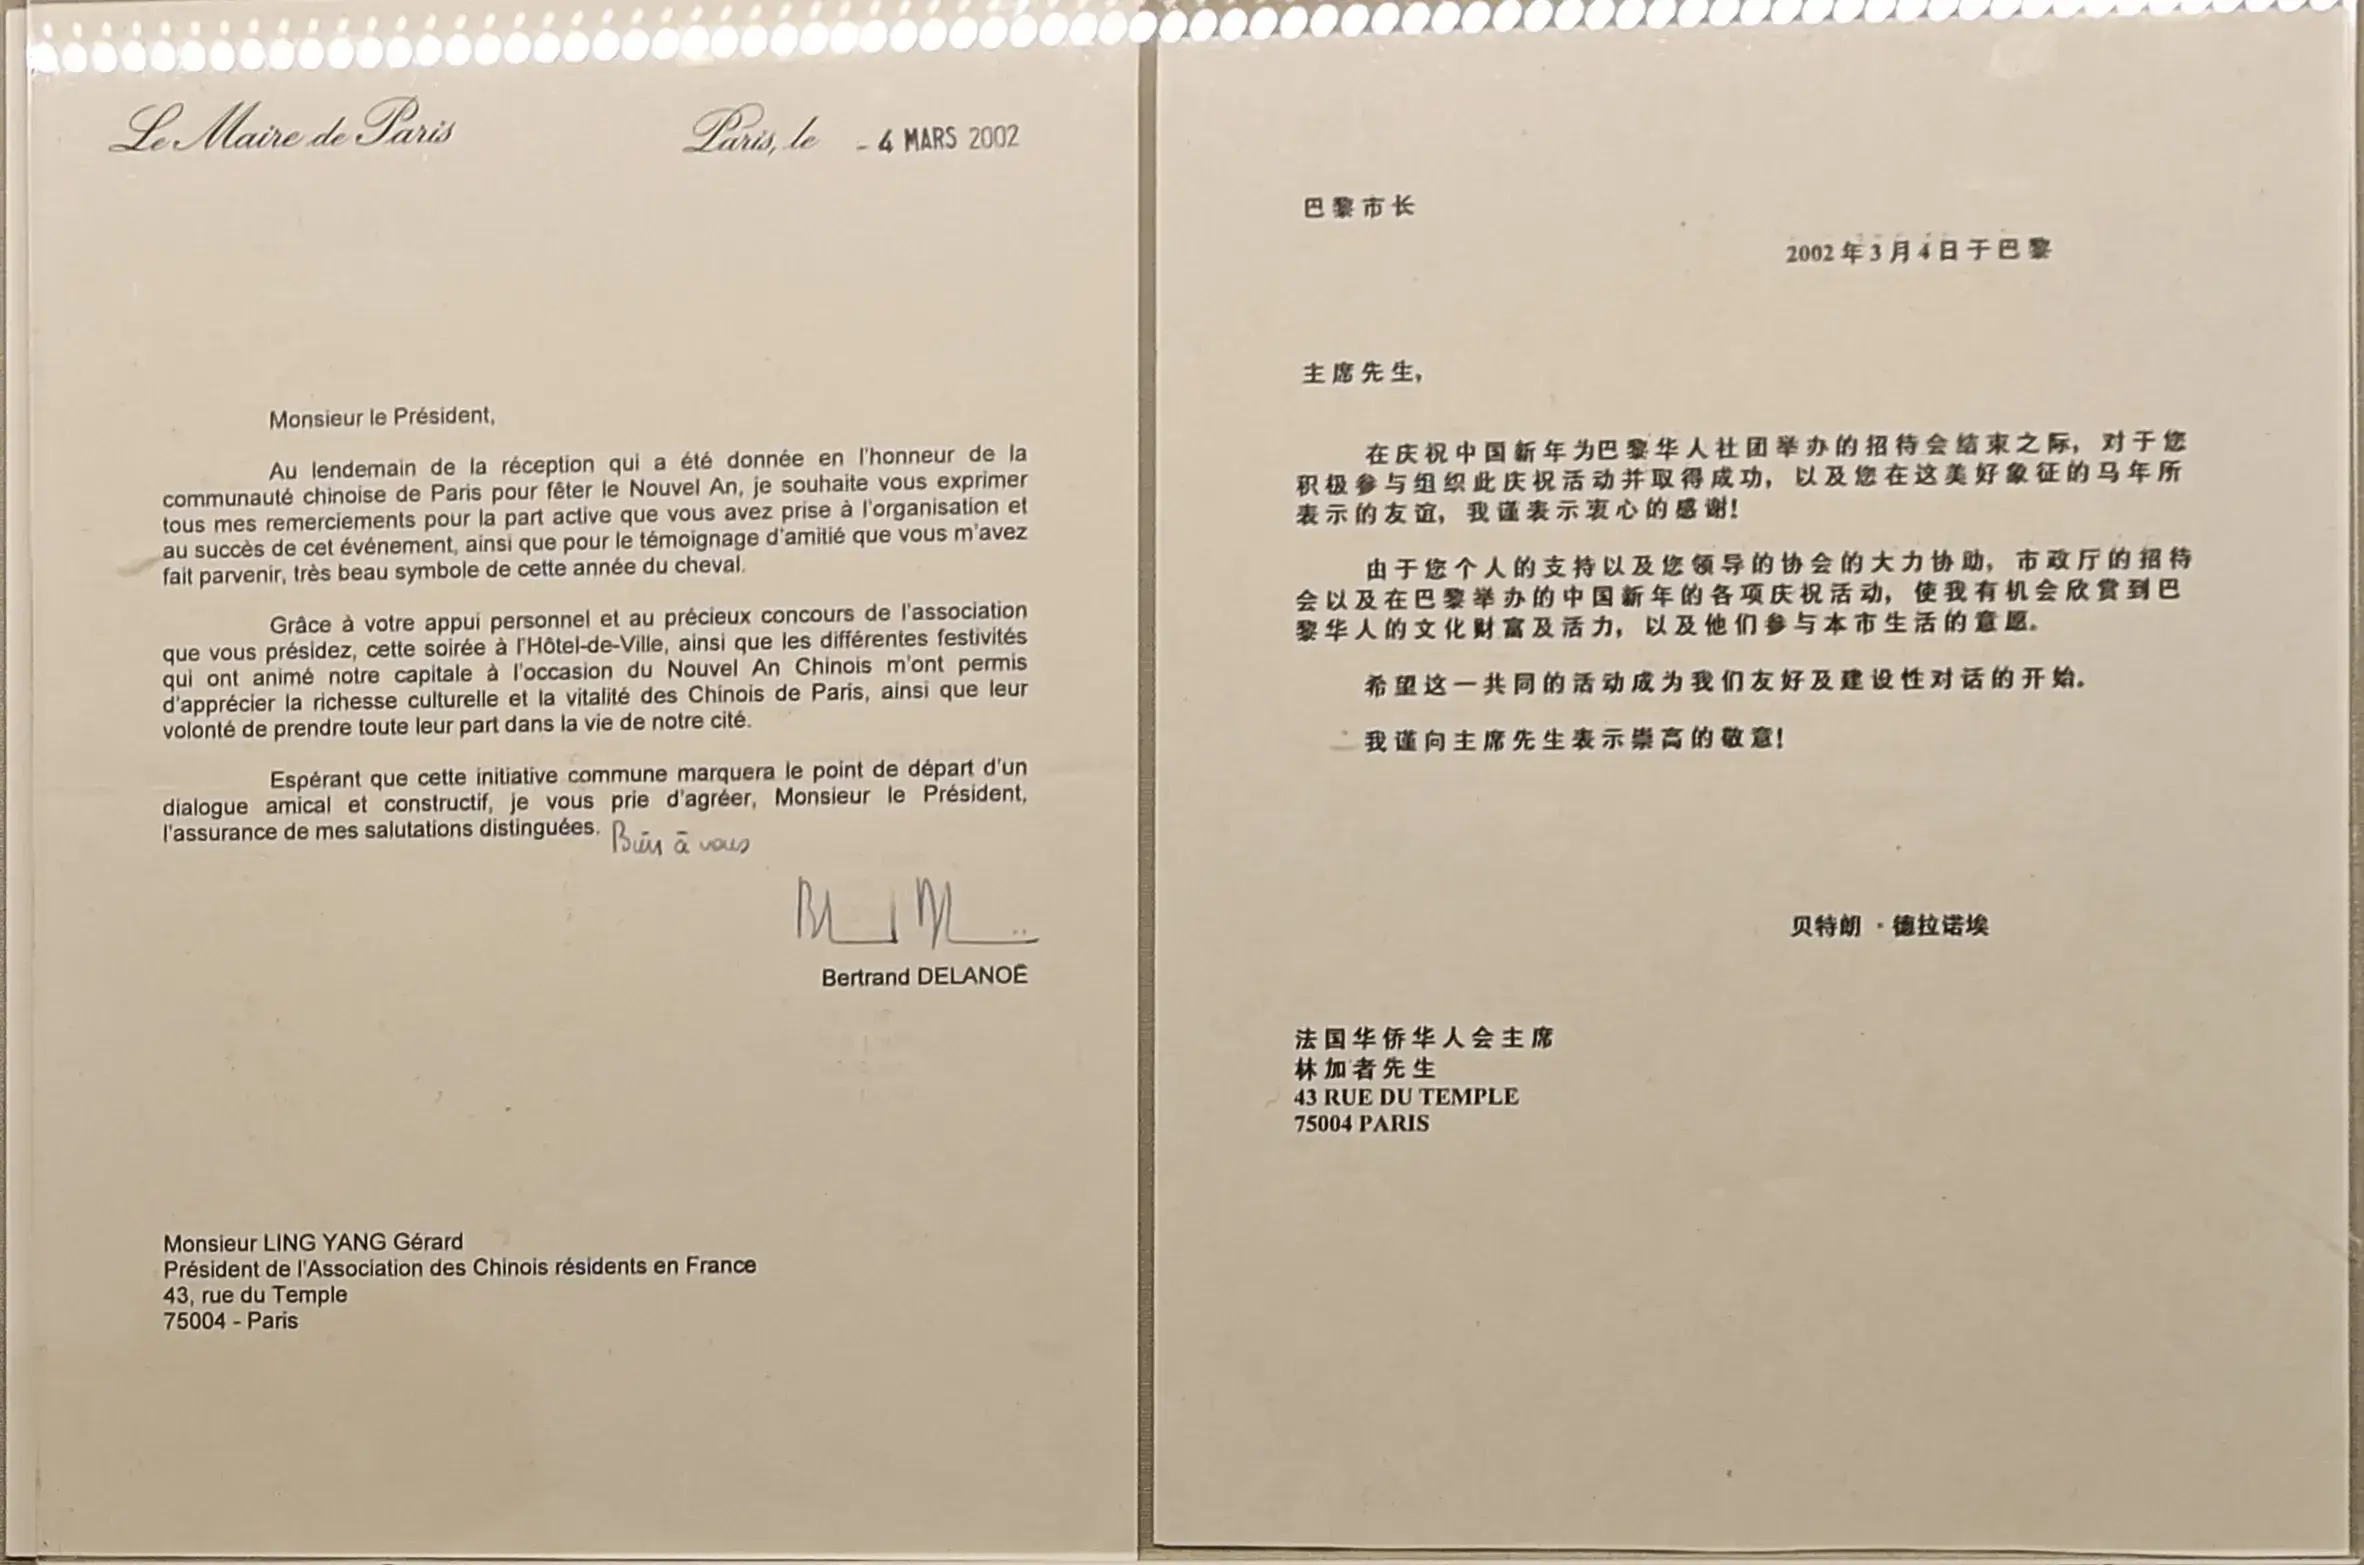 Le Maire de Paris
Paris, le - 4 MARS 2002
Monsieur le Président,
Au lendemain de la réception qui a été donnée en l'honneur de la
communauté chinoise de Paris pour fêter le Nouvel An, je souhaite vous exprimer
tous mes remerciements pour la part active que vous avez prise à l'organisation et
au succès de cet événement, ainsi que pour le témoignage d'amitié que vous m'avez
fait parvenir, très beau symbole de cette année du cheval.
Grâce à votre appui personnel et au précieux concours de l'association
que vous présidez, cette soirée à l'Hôtel-de-Ville, ainsi que les différentes festivités
qui ont animé notre capitale à l'occasion du Nouvel An Chinois m'ont permis
d'apprécier la richesse culturelle et la vitalité des Chinois de Paris, ainsi que leur
volonté de prendre toute leur part dans la vie de notre cité.
Espérant que cette initiative commune marquera le point de départ d'un
dialogue amical et constructif, je vous prie d'agréer, Monsieur le Président,
l'assurance de mes salutations distinguées. Bien à vous
Bertrand DELANOË
Monsieur LING YANG Gérard
Président de l'Association des Chinois résidents en France
43, rue du Temple
75004 - Paris
巴黎市长
2002年3月4日于巴黎
主席先生,
在庆祝中国新年为巴黎华人社团举办的招待会结束之际，对于您
积极参与组织此庆祝活动并取得成功，以及您在这美好象征的马年所
表示的友谊，我谨表示衷心的感谢!
由于您个人的支持以及您领导的协会的大力协助，市政厅的招待
会以及在巴黎举办的中国新年的各项庆祝活动，使我有机会欣赏到巴
黎华人的文化财富及活力，以及他们参与本市生活的意愿。
希望这一共同的活动成为我们友好及建设性对话的开始。
我谨向主席先生表示崇高的敬意!
贝特朗·德拉诺埃
法国华侨华人会主席
林加者先生
43 RUE DU TEMPLE
75004 PARIS